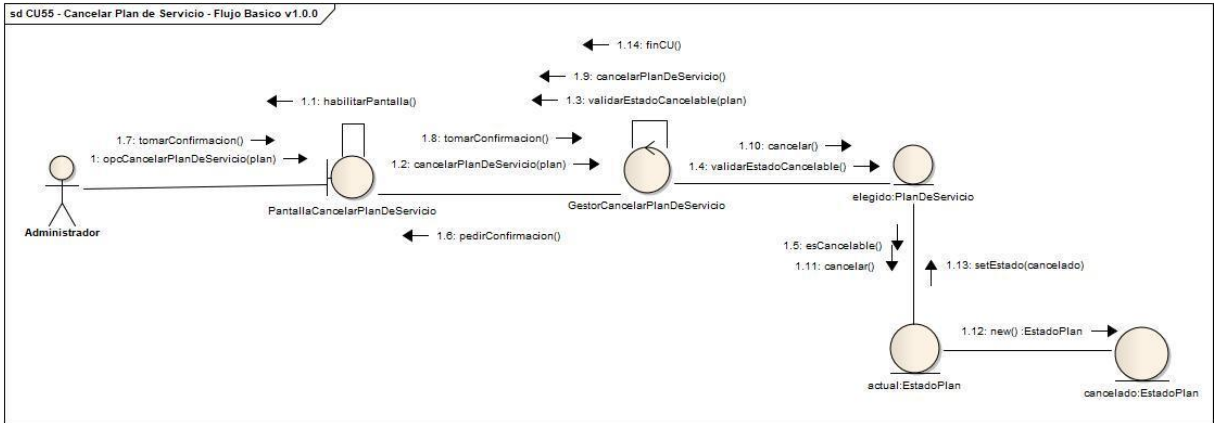 sd CU55 - Cancelar Plan de Servicio - Flujo Basico v1.0.0
1.14: finCU()
1.9: cancelarPlanDeServicio()
1.1: habilitarPantalla()
1.3: validarEstadoCancelable(plan)
1.7: tomarConfirmacion()
1.8: tomarConfirmacion()
1.10: cancelar()
1: opcCancelarPlanDeServicio(plan)
1.2: cancelarPlanDeServicio(plan)
1.4: validarEstadoCancelable()
elegido:PlanDeServicio
PantallaCancelarPlanDeServicio
GestorCancelarPlanDeServicio
Administrador
1.6: pedirConfirmacion()
1.5: esCancelable()
1.11: cancelar()
1.13: setEstado(cancelado)
1.12: new() :EstadoPlan
actual:EstadoPlan
cancelado:EstadoPlan